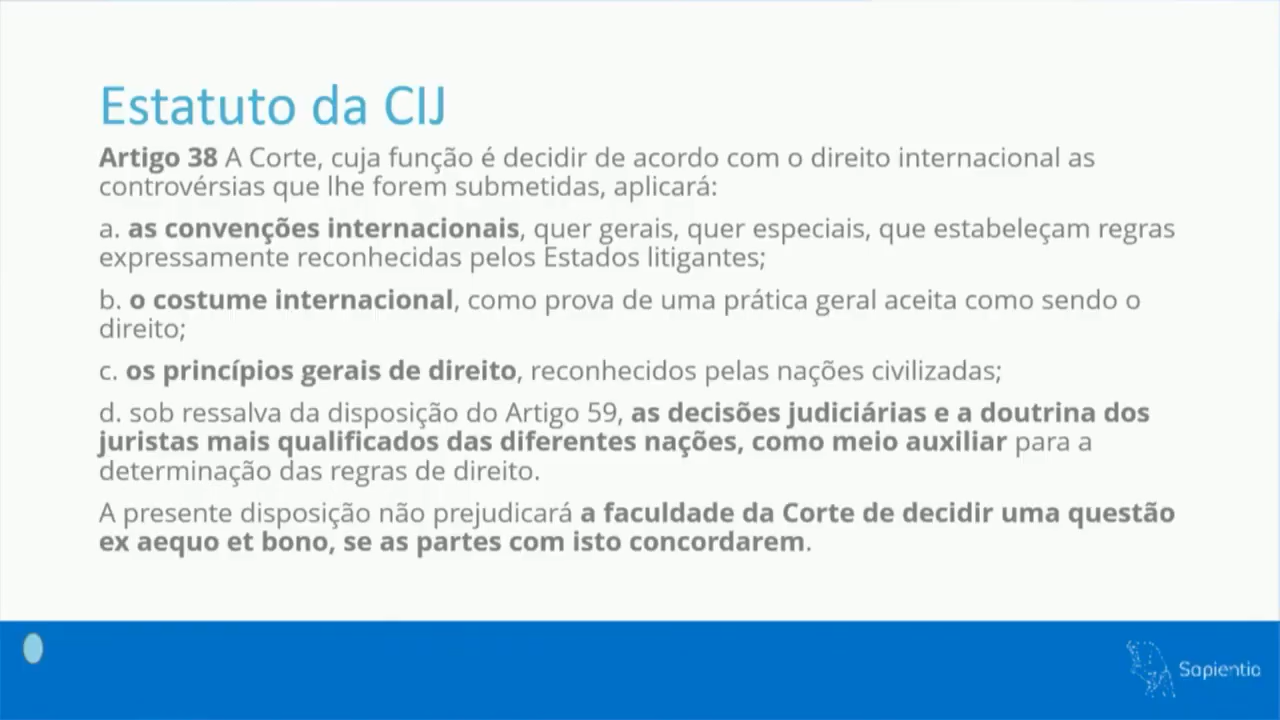 Estatuto da CIJ
Artigo 38 A Corte, cuja função é decidir de acordo com o direito internacional as
controvérsias que lhe forem submetidas, aplicará:
a. as convenções internacionais, quer gerais, quer especiais, que estabeleçam regras
expressamente reconhecidas pelos Estados litigantes;
b. o costume internacional, como prova de uma prática geral aceita como sendo o
direito;
c. os princípios gerais de direito, reconhecidos pelas nações civilizadas;
d. sob ressalva da disposição do Artigo 59, as decisões judiciárias e a doutrina dos
juristas mais qualificados das diferentes nações, como meio auxiliar para a
determinação das regras de direito.
A presente disposição não prejudicará a faculdade da Corte de decidir uma questão
ex aequo et bono, se as partes com isto concordarem.
Sapientia